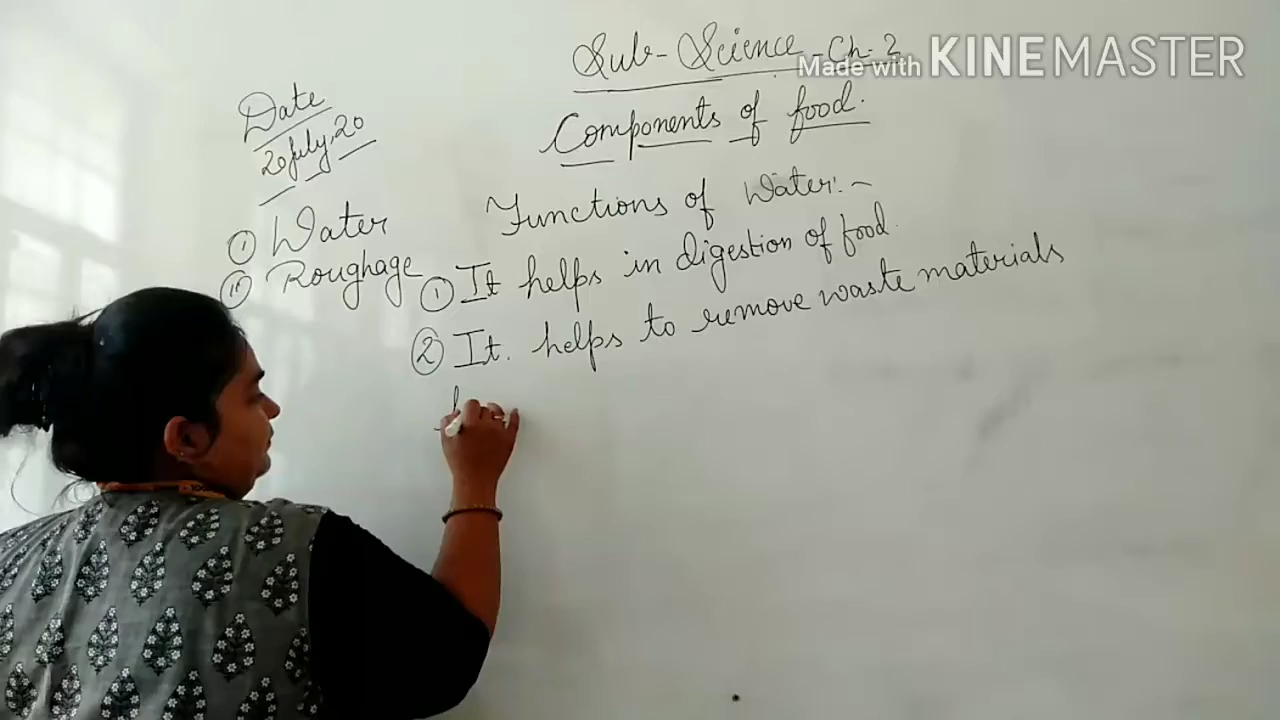 Sub-Science-Ch-2
Made with KINEMASTER
Date
20 July-20
Components of food.
① Water
Functions of Water:-
(ii) Roughage
① It helps in digestion of food.
② It. helps to remove waste materials